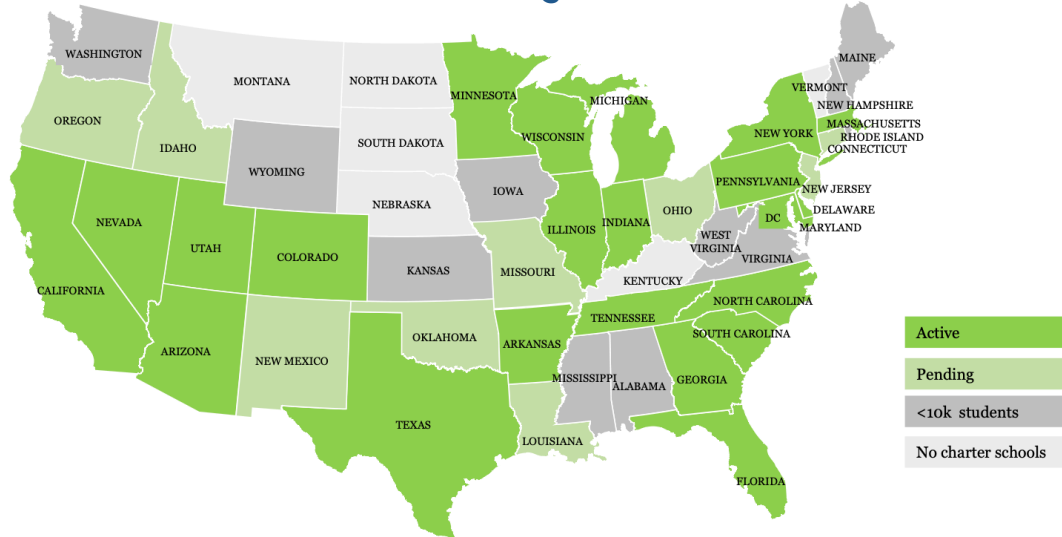 WASHINGTON
MAINE
MONTANA
NORTH DAKOTA
VERMONT
MINNESOTA
MICHIGAN
NEW HAMPSHIRE
OREGON
MASSACHUSETTS
NEW YORK
WISCONSIN
RHODE ISLAND
IDAHO
SOUTH DAKOTA
CONNECTICUT
WYOMING
PENNSYLVANIA
IOWA
NEW JERSEY
NEBRASKA
OHIO
DELAWARE
NEVADA
DC
ILLINOIS
INDIANA
MARYLAND
UTAH
WEST
VIRGINIA
COLORADO
VIRGINIA
KANSAS
MISSOURI
KENTUCKY
CALIFORNIA
NORTH CAROLINA
TENNESSEE
SOUTH CAROLINA
OKLAHOMA
ARKANSAS
ARIZONA
NEW MEXICO
MISSISSIPPI
ALABAMA
GEORGIA
TEXAS
LOUISIANA
FLORIDA
Active
Pending
<10k students
No charter schools